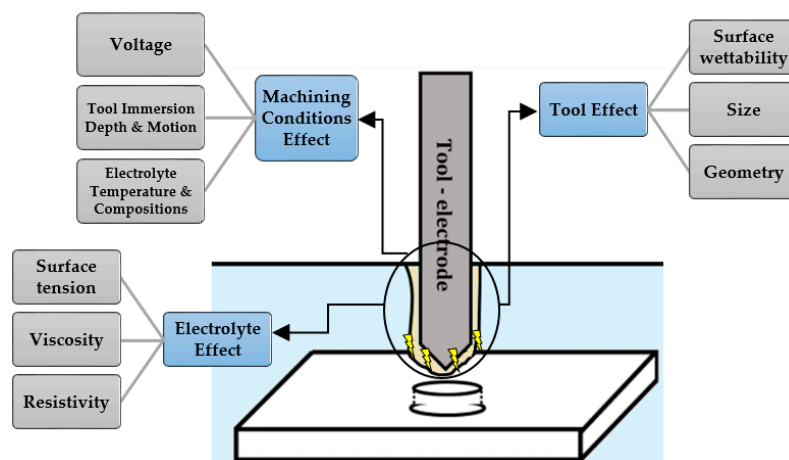 Voltage
Tool Immersion
Depth & Motion
Electrolyte
Temperature &
Compositions
Machining
Conditions
Effect
Tool - electrode
Tool Effect
Surface
wettability
Size
Geometry
Surface
tension
Viscosity
Resistivity
Electrolyte
Effect